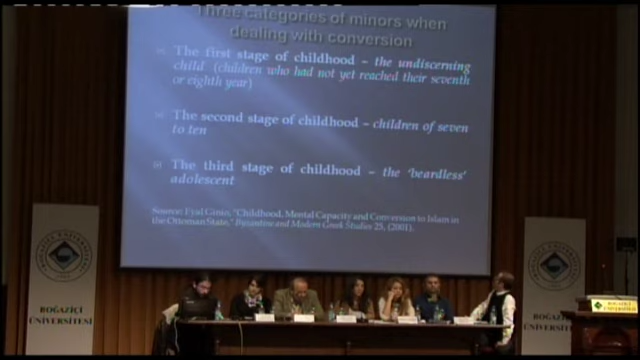 Three categories of minors when
dealing with conversion
The first stage of childhood – the undiscerning
child (children who had not yet reached their seventh
or eighth year)
The second stage of childhood – children of seven
to ten
The third stage of childhood – the ‘beardless’
adolescent
Source: Eyal Ginio, "Childhood, Mental Capacity and Conversion to Islam in
the Ottoman State," Byzantine and Modern Greek Studies 25, (2001).
BOĞAZİÇİ
ÜNİVERSİTESİ
BOĞAZİÇİ
ÜNİVERSİTESİ